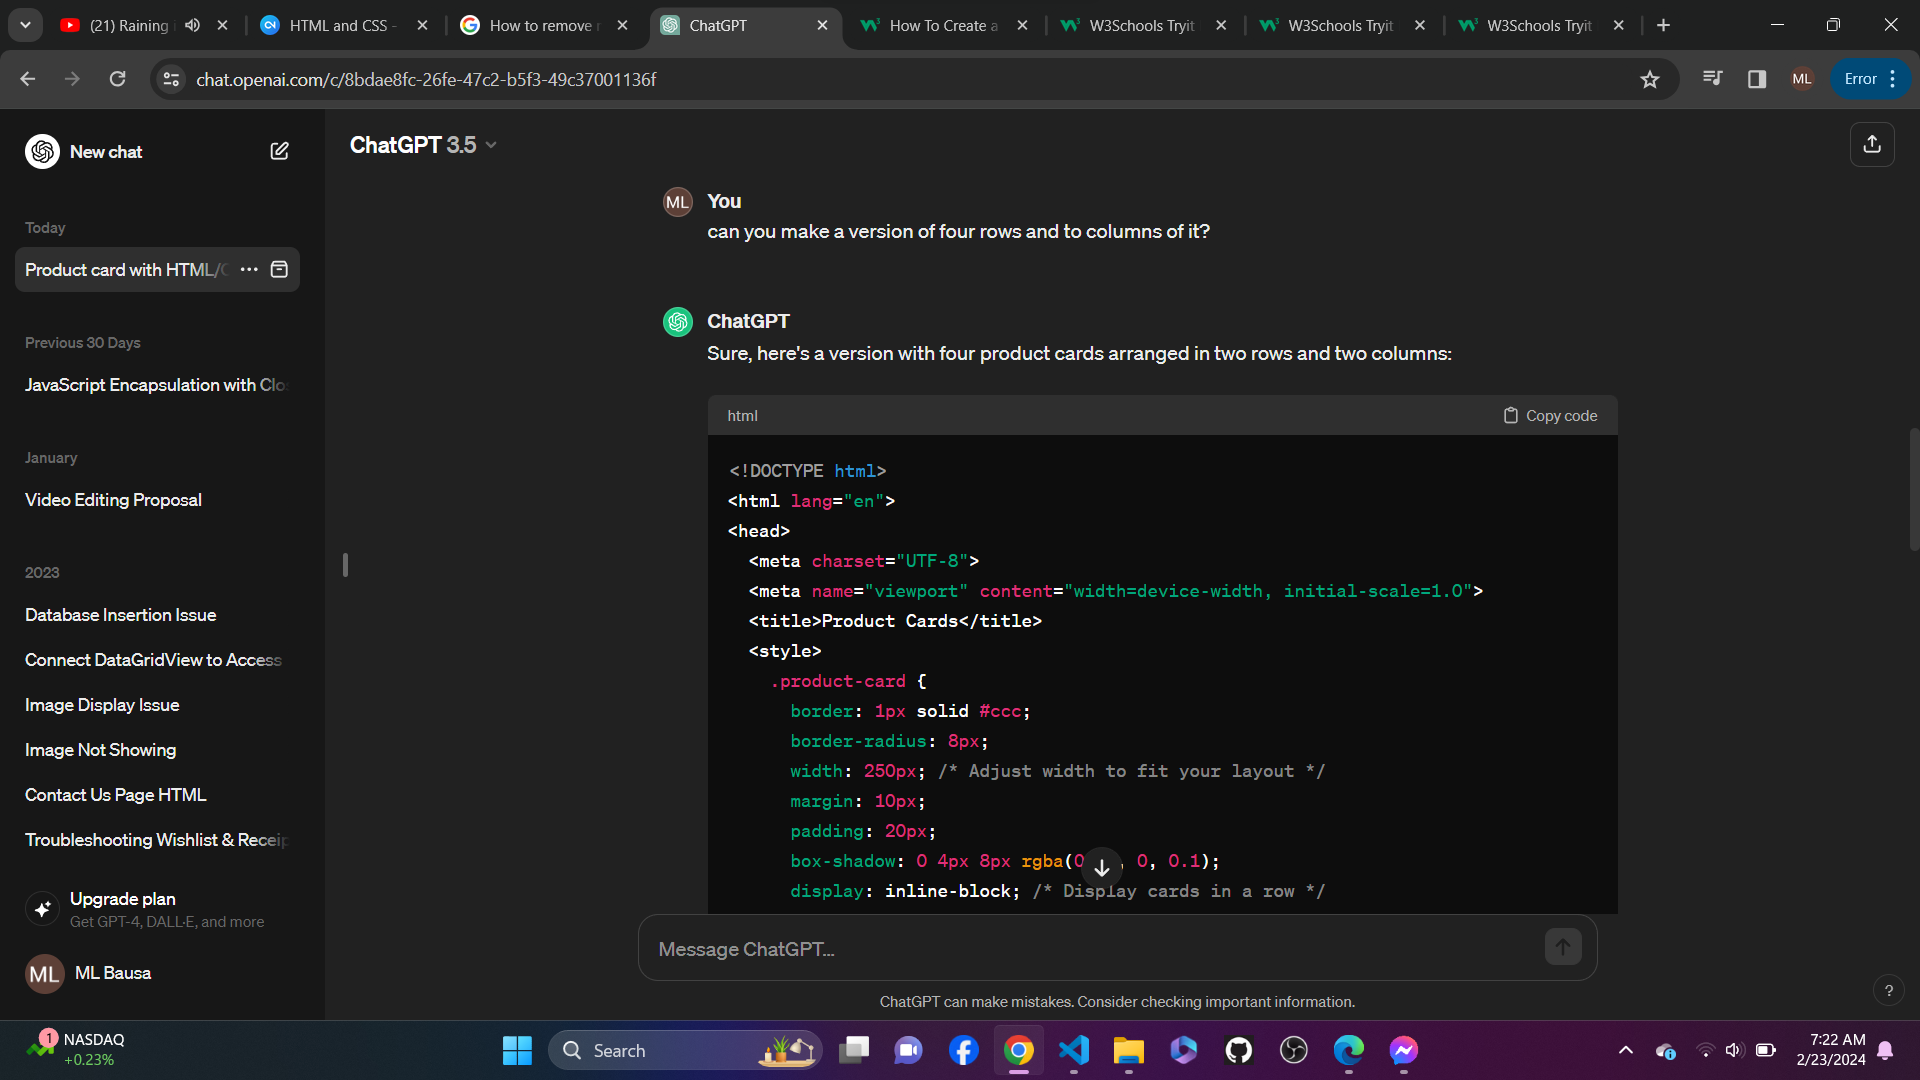 (21) Raining i
HTML and CSS -
How to remove r
ChatGPT
How To Create a
W3Schools Tryit
W3Schools Tryit
W3Schools Tryit
chat.openai.com/c/8bdae8fc-26fe-47c2-b5f3-49c37001136f
ML
Error
New chat
Today
Product card with HTML/C
Previous 30 Days
JavaScript Encapsulation with Clos
January
Video Editing Proposal
2023
Database Insertion Issue
Connect DataGridView to Access
Image Display Issue
Image Not Showing
Contact Us Page HTML
Troubleshooting Wishlist & Receip
Upgrade plan
Get GPT-4, DALL·E, and more
ML
ML Bausa
ChatGPT 3.5
ML
You
can you make a version of four rows and to columns of it?
ChatGPT
Sure, here's a version with four product cards arranged in two rows and two columns:
html
Copy code
<!DOCTYPE html>
<html lang="en">
<head>
<meta charset="UTF-8">
<meta name="viewport" content="width=device-width, initial-scale=1.0">
<title>Product Cards</title>
<style>
.product-card {
border: 1px solid #ccc;
border-radius: 8px;
width: 250px; /* Adjust width to fit your layout */
margin: 10px;
padding: 20px;
box-shadow: 0 4px 8px rgba(0, 0, 0.1);
display: inline-block; /* Display cards in a row */
Message ChatGPT...
ChatGPT can make mistakes. Consider checking important information.
?
1
NASDAQ
+0.23%
Search
7:22 AM
2/23/2024